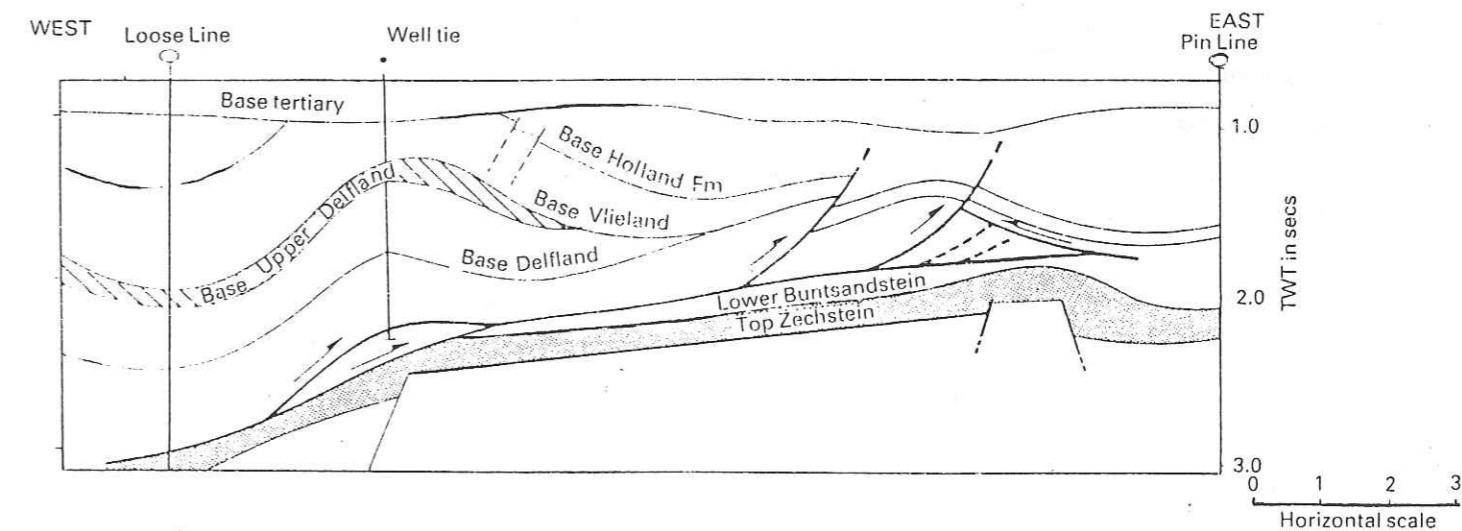 WEST
Loose Line
Well tie
EAST
Pin Line
Base tertiary
1.0
Base Holland Fm
Base Upper Delfland
Base Vlieland
Base Delfland
TWT in secs
Lower Buntsandstein
2.0
Top Zechstein
3.0
0 1 2 3
Horizontal scale